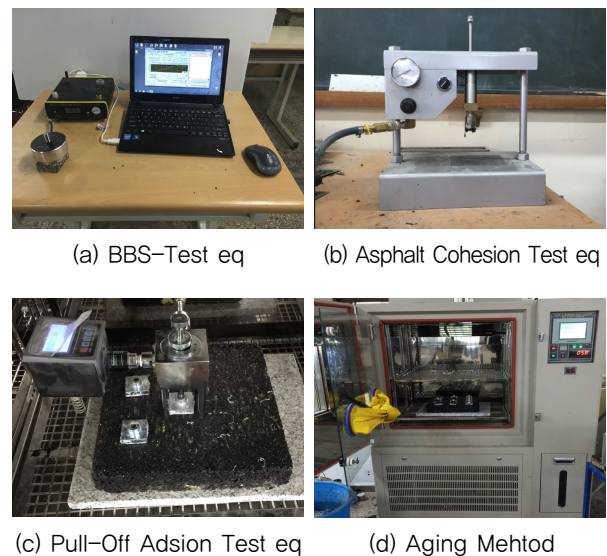 (a) BBS-Test eq
(b) Asphalt Cohesion Test eq
(c) Pull-Off Adsion Test eq
(d) Aging Mehtod